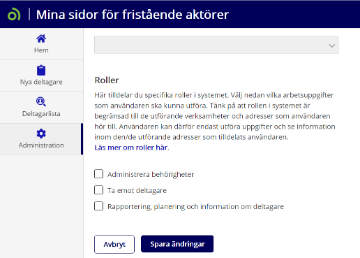 Mina sidor för fristående aktörer
Hem
Nya deltagare
Deltagarlista
Administration
Roller
Här tilldelar du specifika roller i systemet. Välj nedan vilka arbetsuppgifter
som användaren ska kunna utföra. Tänk på att rollen i systemet är
begränsad till de utförande verksamheter och adresser som användaren
hör till. Användaren kan därför endast utföra uppgifter och se information
inom den/de utförande adresser som tilldelats användaren.
Läs mer om roller här.
Administrera behörigheter
Ta emot deltagare
Rapportering, planering och information om deltagare
Avbryt
Spara ändringar